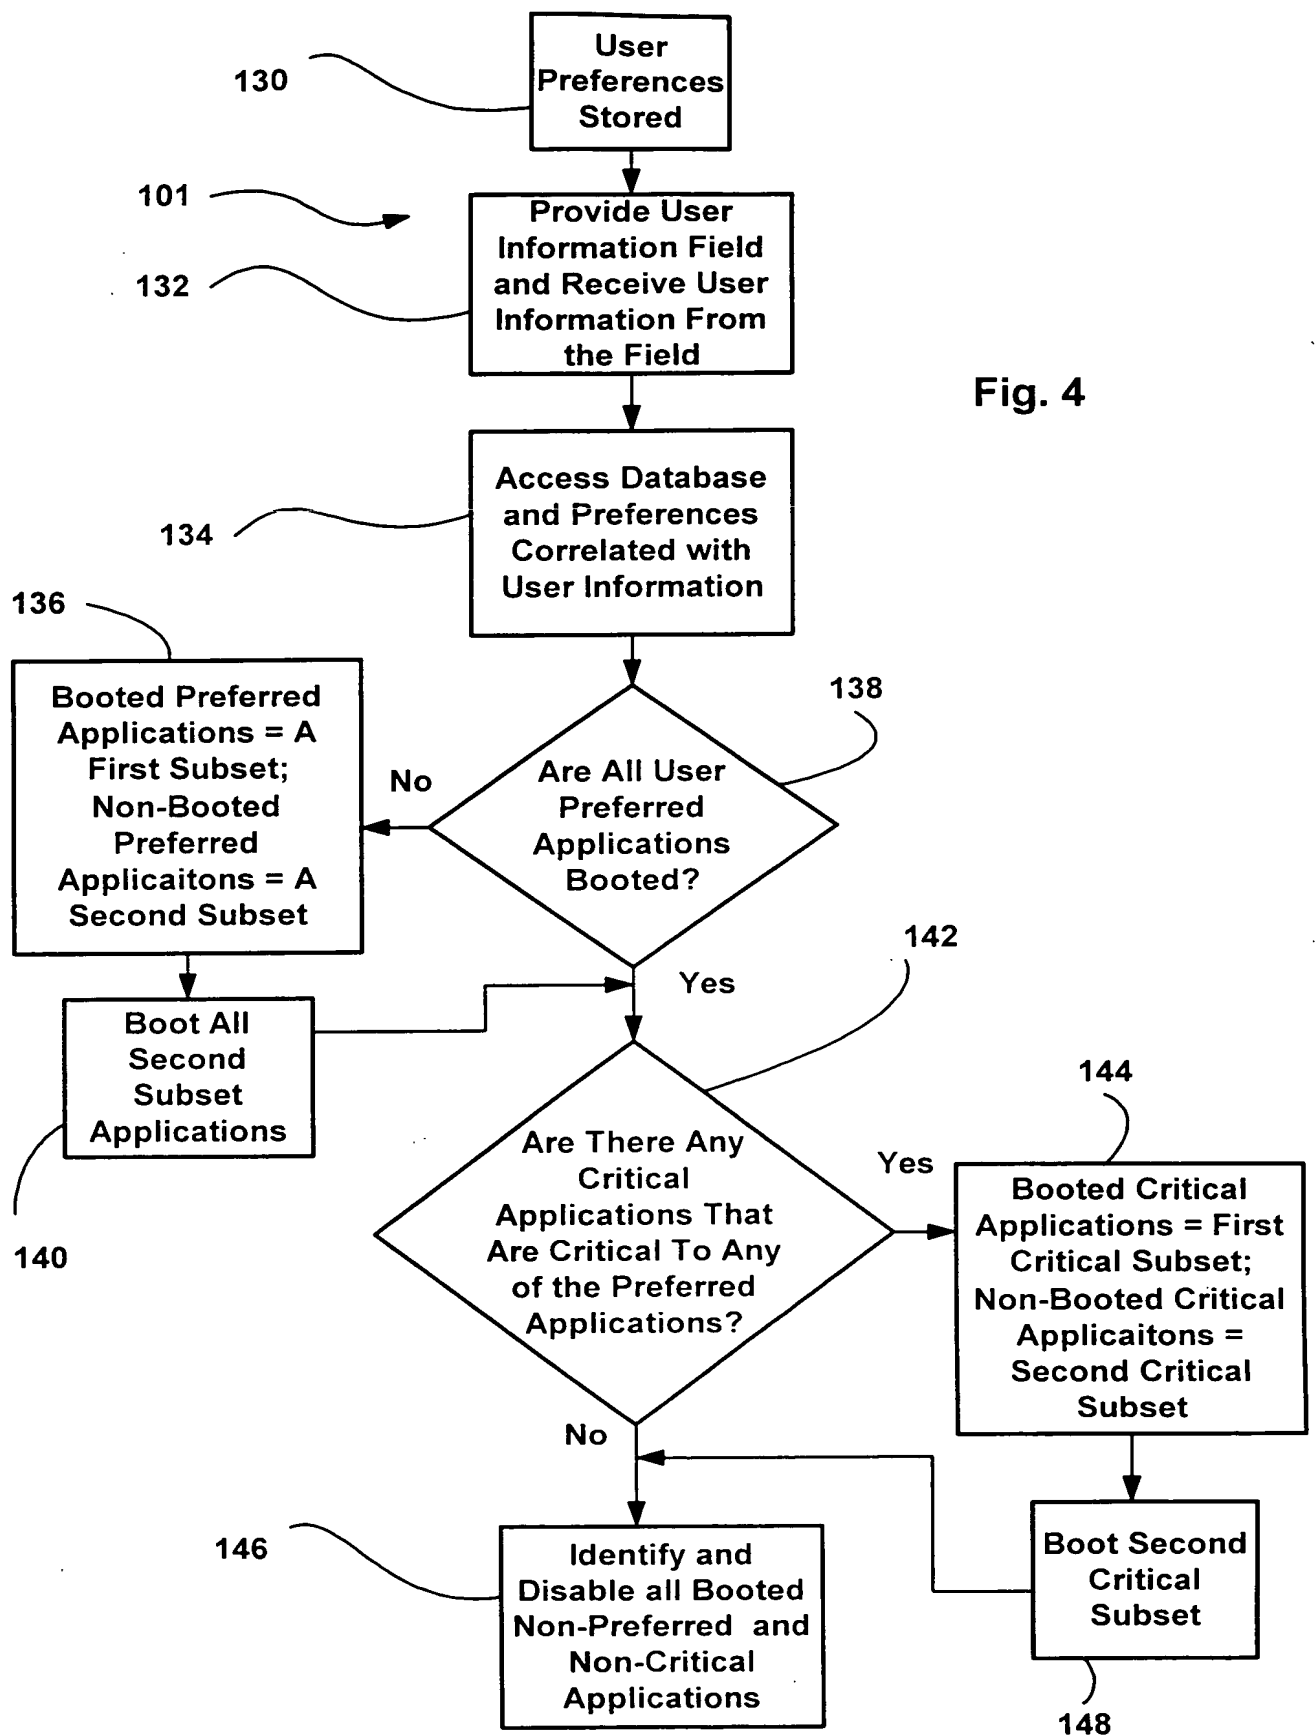 User
Preferences
Stored
130
101
Provide User
Information Field
and Receive User
Information From
the Field
132
Fig. 4
Access Database
and Preferences
Correlated with
User Information
134
136
Booted Preferred
Applications = A
First Subset;
Non-Booted
Preferred
Applicaitons = A
Second Subset
138
No
Are All User
Preferred
Applications
Booted?
142
Yes
Boot All
Second
Subset
Applications
140
144
Are There Any
Critical
Applications That
Are Critical To Any
of the Preferred
Applications?
Yes
Booted Critical
Applications = First
Critical Subset;
Non-Booted Critical
Applicaitons =
Second Critical
Subset
No
146
Identify and
Disable all Booted
Non-Preferred and
Non-Critical
Applications
Boot Second
Critical
Subset
148